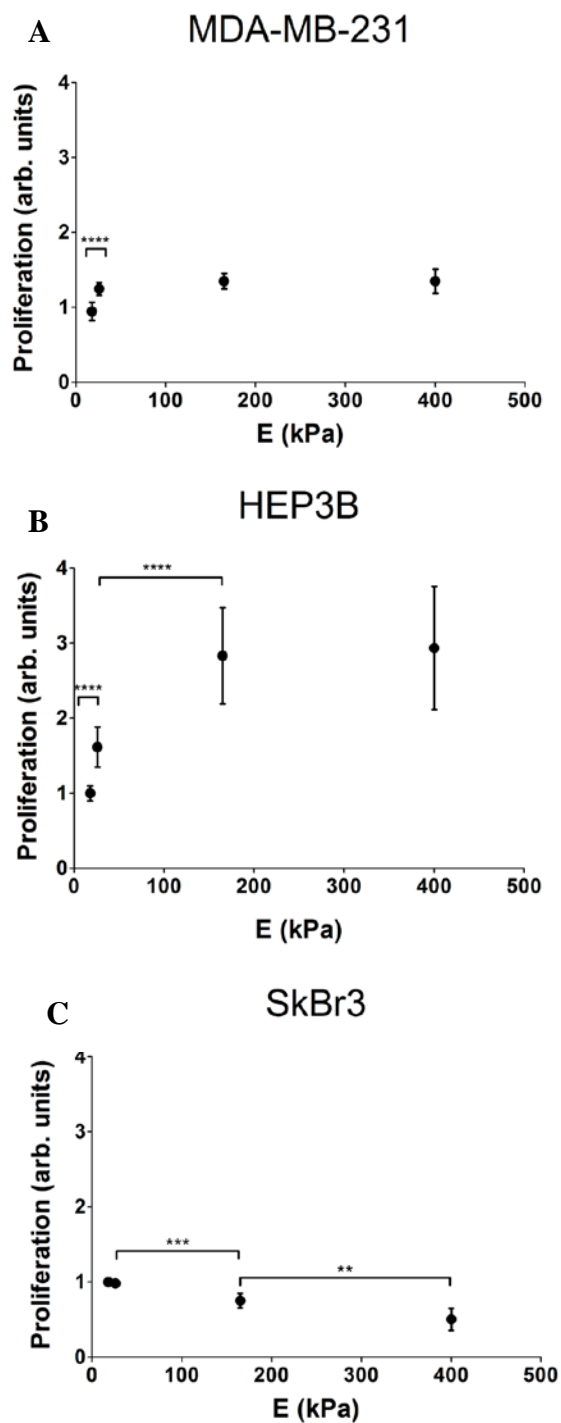 A
MDA-MB-231
Proliferation (arb. units)
4
3
2
1
0
****
0 100 200 300 400 500
E (kPa)
B
HEP3B
Proliferation (arb. units)
4
3
2
1
0
****
****
0 100 200 300 400 500
E (kPa)
C
SkBr3
Proliferation (arb. units)
4
3
2
1
0
***
**
0 100 200 300 400 500
E (kPa)